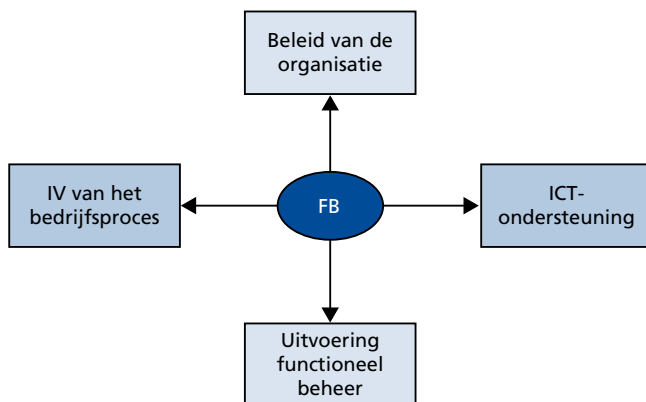 Beleid van de
organisatie
IV van het
bedrijfsproces
FB
ICT-
ondersteuning
Uitvoering
functioneel
beheer